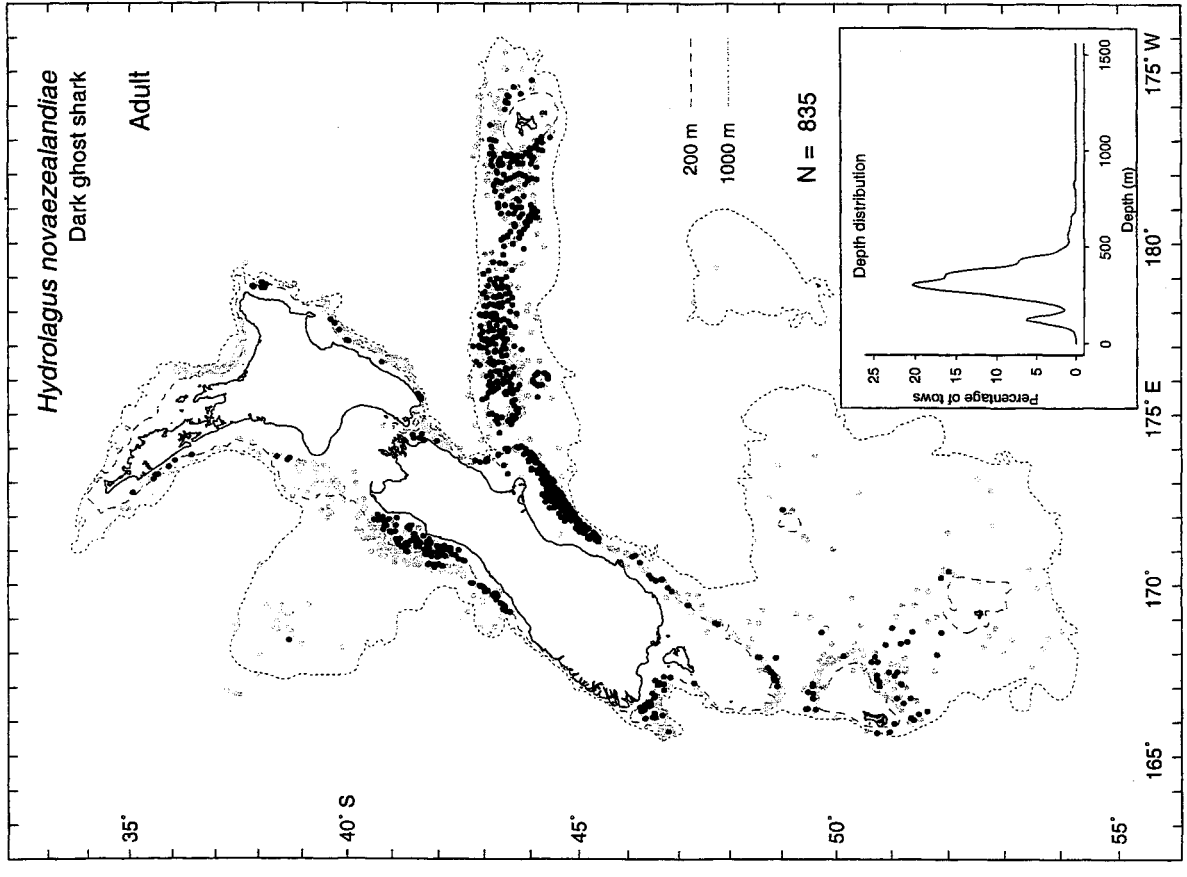 Hydrolagus novaezealandiae
Dark ghost shark
Adult
35°
40° S
45°
50°
55°
165°
170°
175° E
180°
175° W
200 m
1000 m
N = 835
Depth distribution
Percentage of tows
25
20
15
10
5
0
0
500
1000
1500
Depth (m)